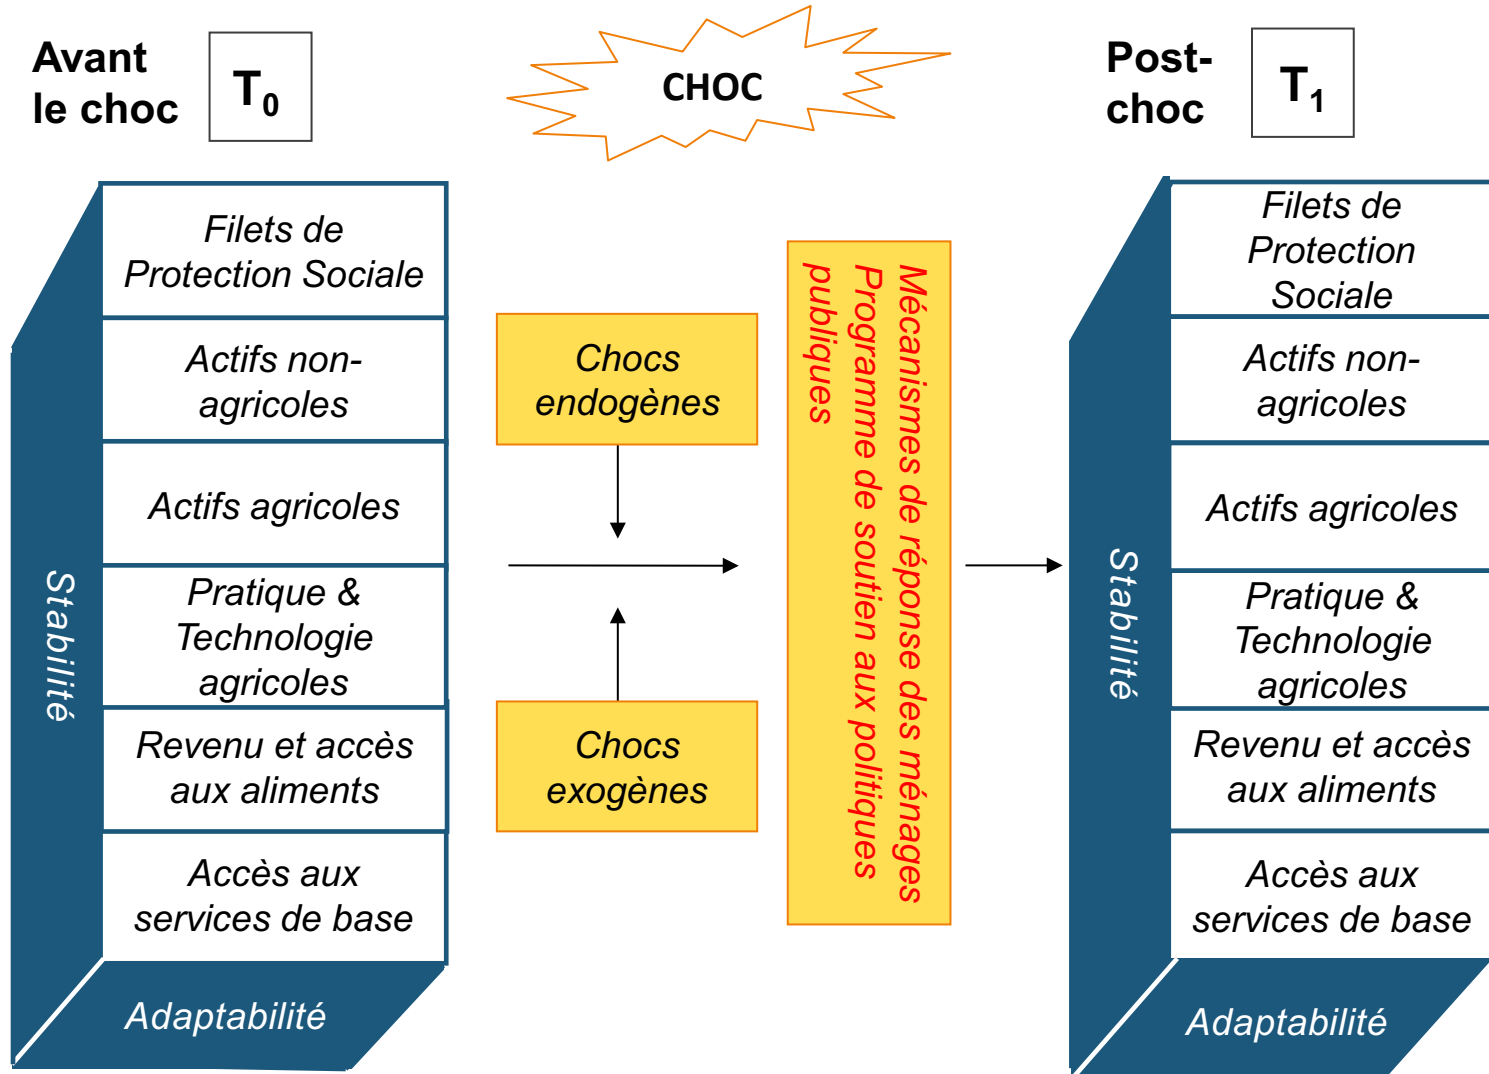 Avant
le choc
T0
CHOC
Post-
choc
T1
Filets de
Protection Sociale
Actifs non-
agricoles
Actifs agricoles
Pratique &
Technologie
agricoles
Revenu et accès
aux aliments
Accès aux
services de base
Stabilité
Adaptabilité
Chocs
endogènes
Chocs
exogènes
Mécanismes de réponse des ménages
Programme de soutien aux politiques
publiques
Filets de
Protection
Sociale
Actifs non-
agricoles
Actifs agricoles
Pratique &
Technologie
agricoles
Revenu et accès
aux aliments
Accès aux
services de base
Stabilité
Adaptabilité